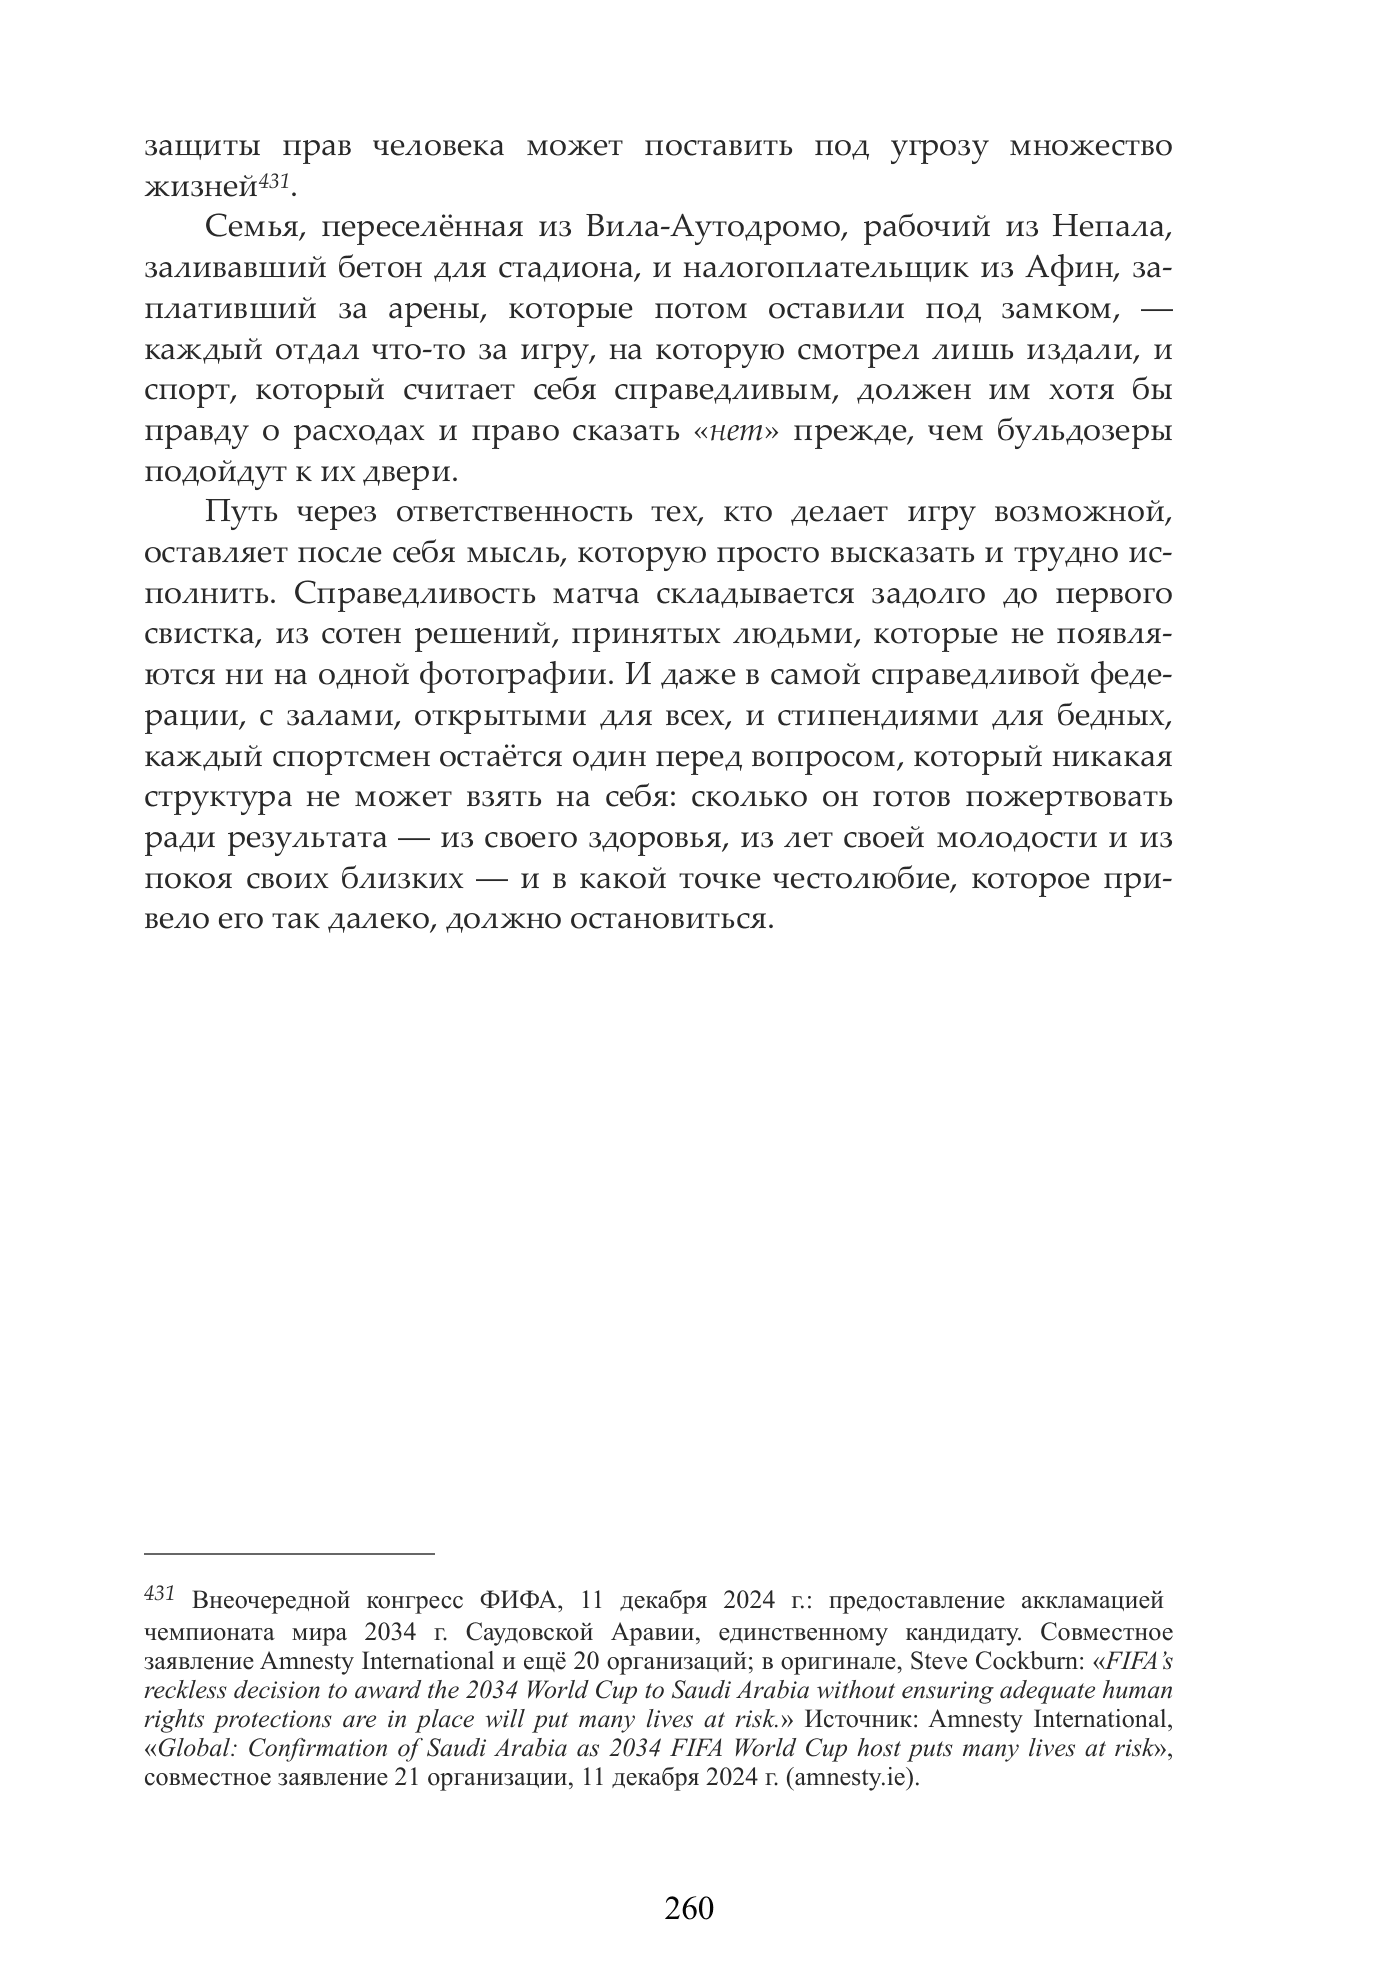 защиты прав человека может поставить под угрозу множество
жизней431.
Семья, переселённая из Вила-Аутодромо, рабочий из Непала,
заливавший бетон для стадиона, и налогоплательщик из Афин, за-
плативший за арены, которые потом оставили под замком, —
каждый отдал что-то за игру, на которую смотрел лишь издали, и
спорт, который считает себя справедливым, должен им хотя бы
правду о расходах и право сказать «нет» прежде, чем бульдозеры
подойдут к их двери.
Путь через ответственность тех, кто делает игру возможной,
оставляет после себя мысль, которую просто высказать и трудно ис-
полнить. Справедливость матча складывается задолго до первого
свистка, из сотен решений, принятых людьми, которые не появля-
ются ни на одной фотографии. И даже в самой справедливой феде-
рации, с залами, открытыми для всех, и стипендиями для бедных,
каждый спортсмен остаётся один перед вопросом, который никакая
структура не может взять на себя: сколько он готов пожертвовать
ради результата — из своего здоровья, из лет своей молодости и из
покоя своих близких — и в какой точке честолюбие, которое при-
вело его так далеко, должно остановиться.
431 Внеочередной конгресс ФИФА, 11 декабря 2024 г.: предоставление аккламацией
чемпионата мира 2034 г. Саудовской Аравии, единственному кандидату. Совместное
заявление Amnesty International и ещё 20 организаций; в оригинале, Steve Cockburn: «FIFA’s
reckless decision to award the 2034 World Cup to Saudi Arabia without ensuring adequate human
rights protections are in place will put many lives at risk.» Источник: Amnesty International,
«Global: Confirmation of Saudi Arabia as 2034 FIFA World Cup host puts many lives at risk»,
совместное заявление 21 организации, 11 декабря 2024 г. (amnesty.ie).
260